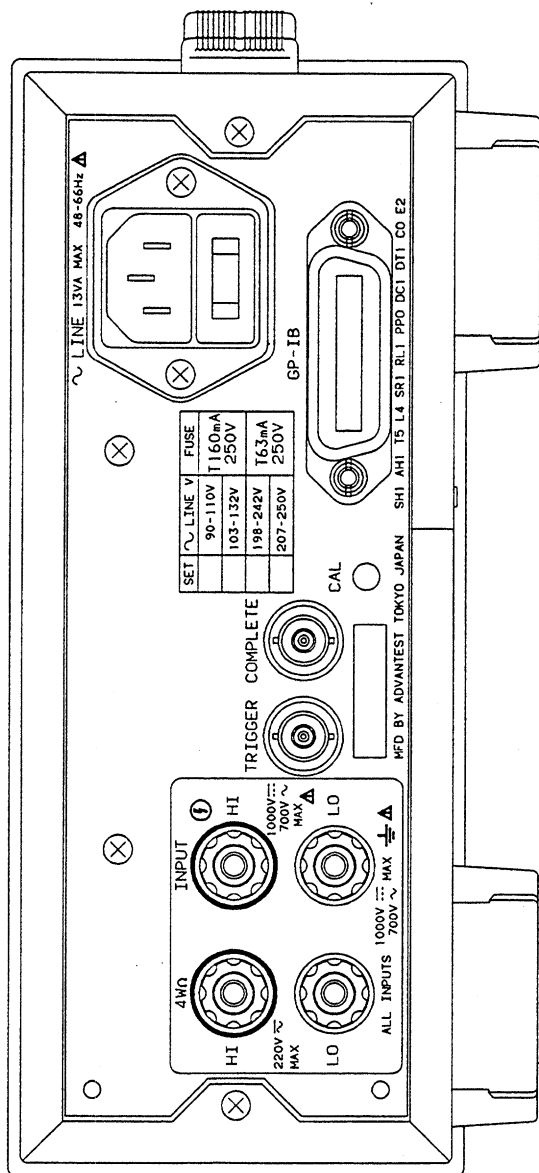 4WΩ INPUT
HI HI
220V MAX
1000V 700V MAX
LO LO
ALL INPUTS 1000V 700V MAX
TRIGGER COMPLETE
CAL
MFD BY ADVANTEST TOKYO JAPAN
SET ~ LINE V FUSE
90-110V T160mA 250V
103-132V
198-242V T63mA 250V
207-250V
GP-IB
SH1 AH1 T5 L4 SR1 RL1 PP0 DC1 DT1 C0 E2
~ LINE 13VA MAX 48-66Hz